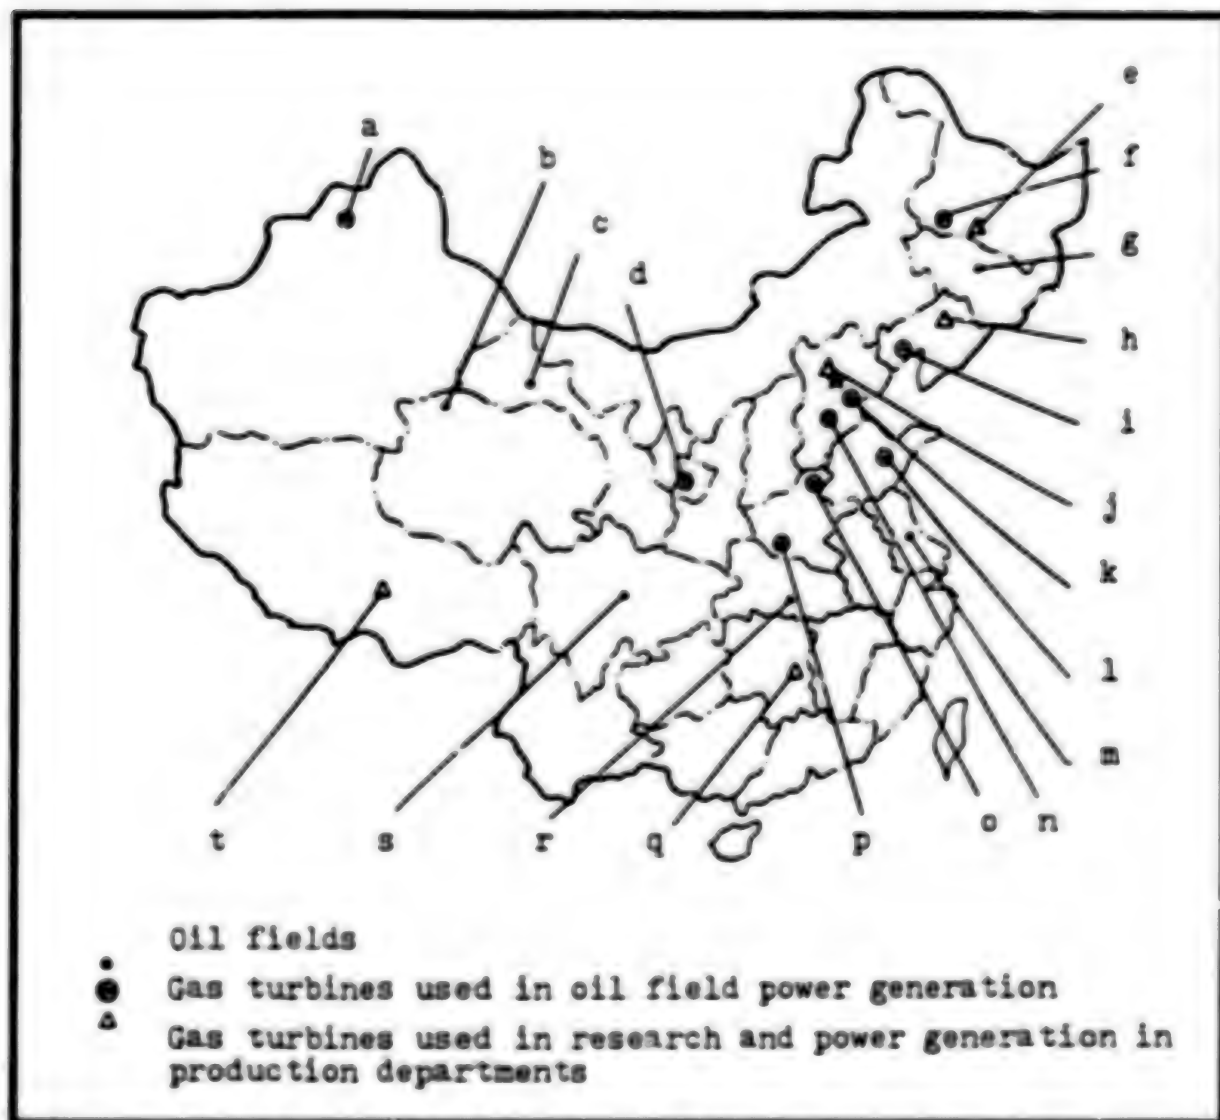 a
b
c
d
e
f
g
h
i
j
k
l
m
n
o
p
q
r
s
t
Oil fields
Gas turbines used in oil field power generation
Gas turbines used in research and power generation in
production departments